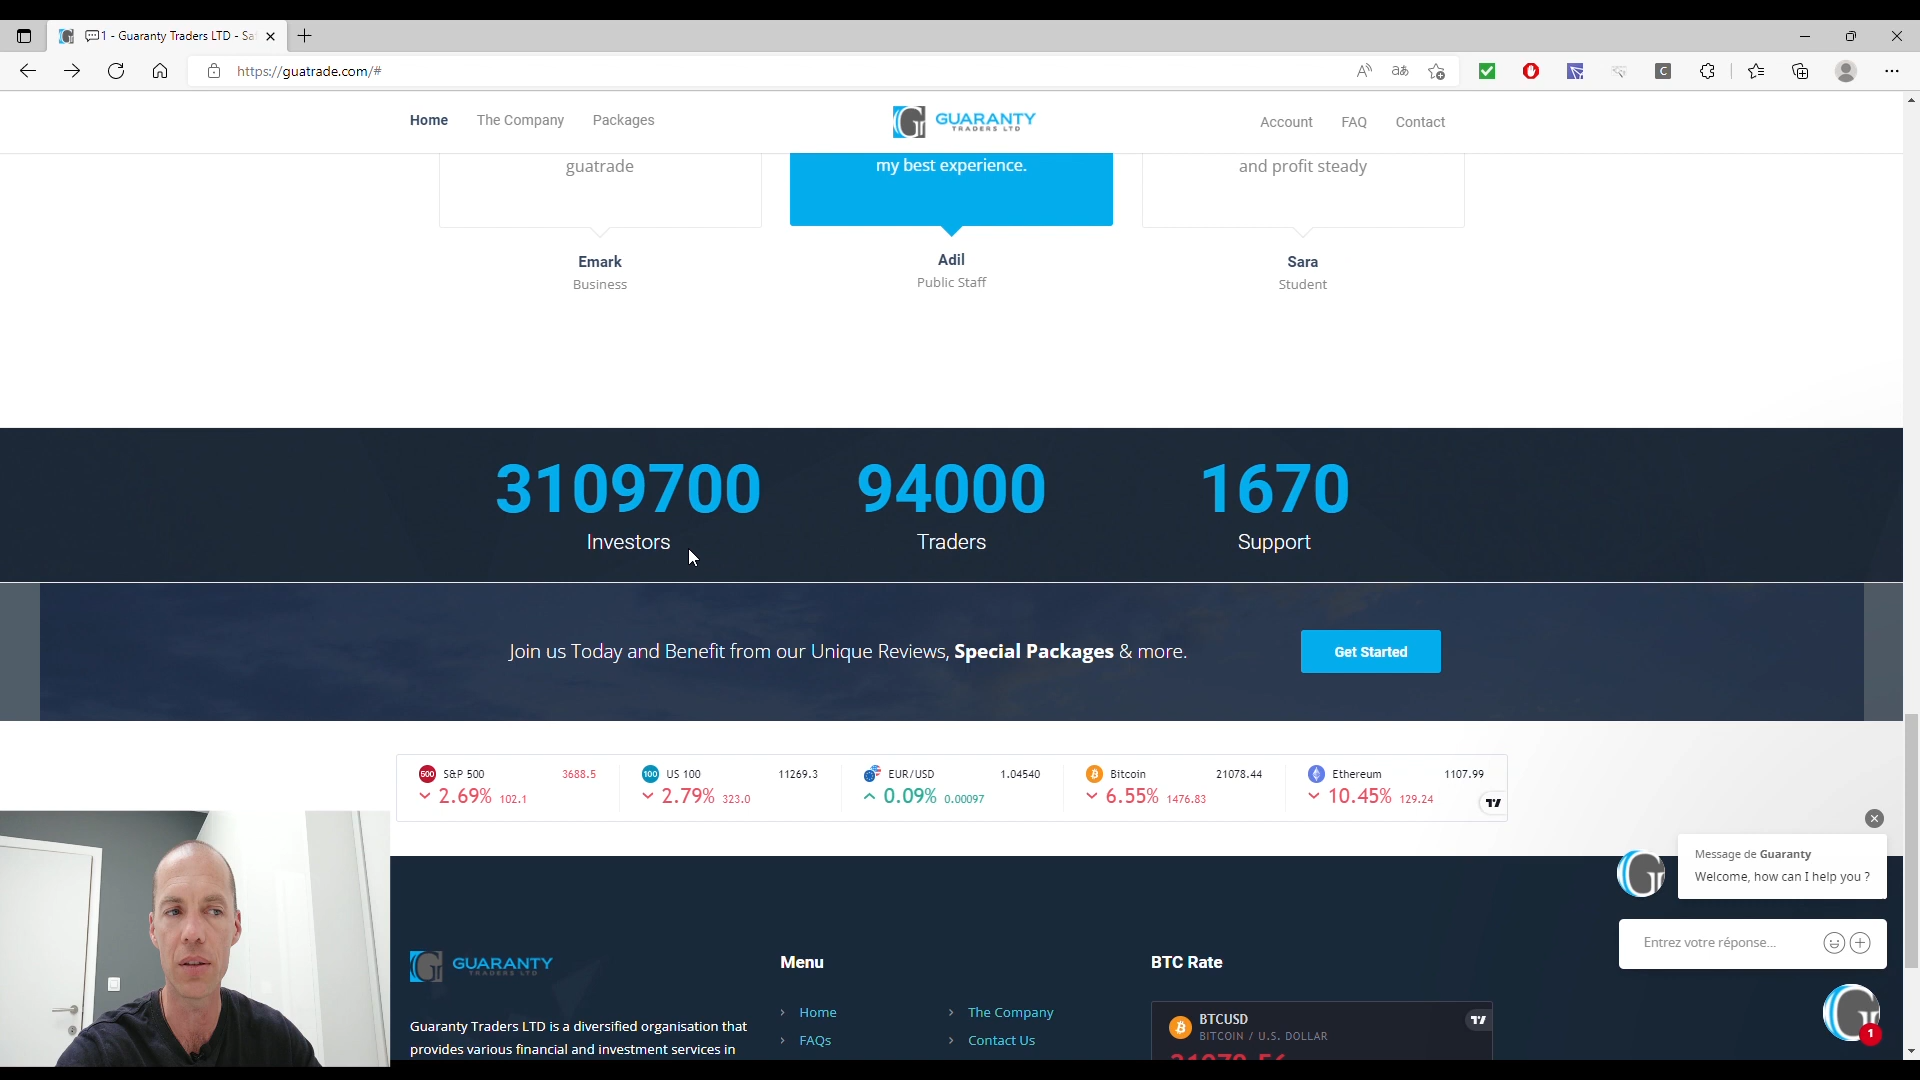 1 - Guaranty Traders LTD - Sa
https://guatrade.com/#
Home
The Company
Packages
GUARANTY
TRADERS LTD
Account
FAQ
Contact
guatrade
my best experience.
and profit steady
Emark
Business
Adil
Public Staff
Sara
Student
3109700
Investors
94000
Traders
1670
Support
Join us Today and Benefit from our Unique Reviews, Special Packages & more.
Get Started
500 S&P 500 3688.5
2.69% 102.1
100 US 100 11269.3
2.79% 323.0
EUR/USD 1.04540
0.09% 0.00097
Bitcoin 21078.44
6.55% 1476.83
Ethereum 1107.99
10.45% 129.24
Message de Guaranty
Welcome, how can I help you ?
Entrez votre réponse...
1
GUARANTY
TRADERS LTD
Guaranty Traders LTD is a diversified organisation that
provides various financial and investment services in
Menu
Home
FAQs
The Company
Contact Us
BTC Rate
BTCUSD
BITCOIN / U.S. DOLLAR